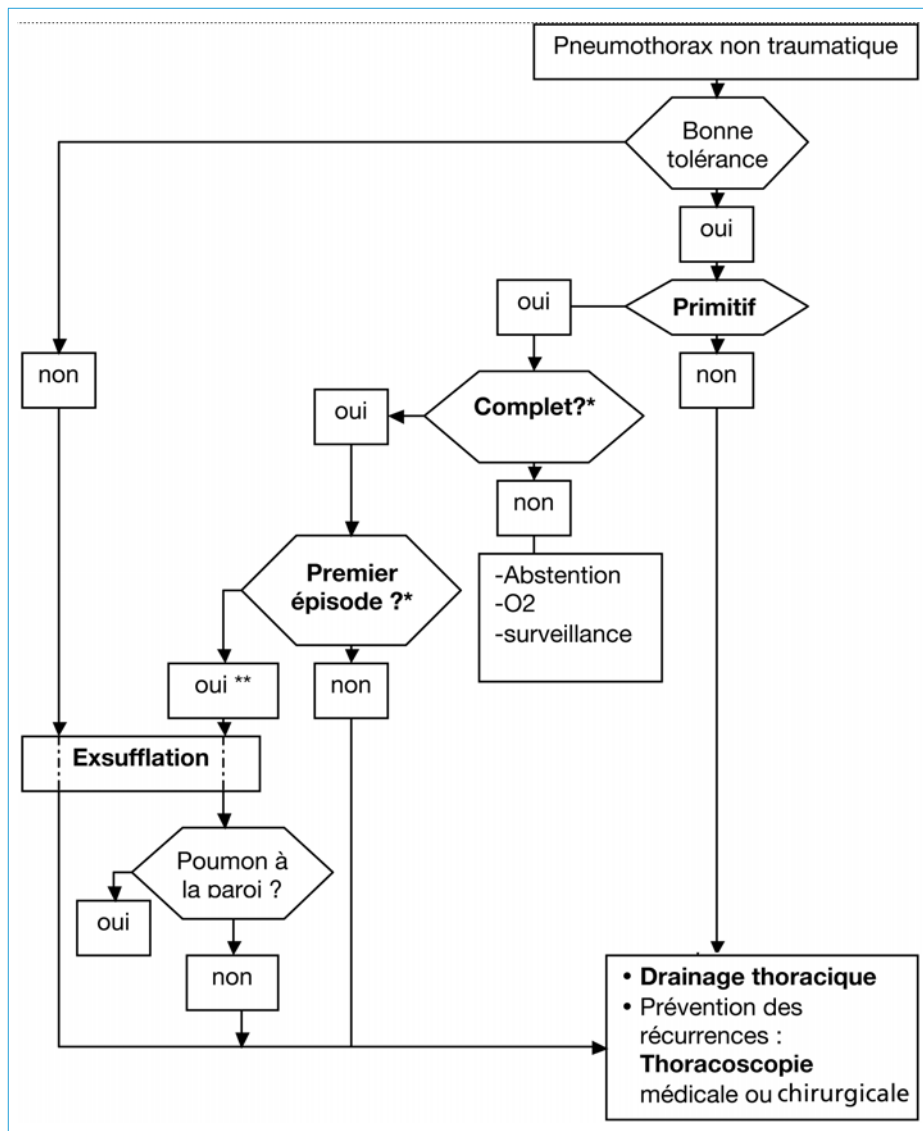 Pneumothorax non traumatique
Bonne
tolérance
oui
Primitif
oui
non
non
Complet?*
oui
non
-Abstention
-O2
-surveillance
Premier
épisode ?*
oui **
non
Exsufflation
Poumon à
la paroi ?
oui
non
• Drainage thoracique
• Prévention des
récurrences :
Thoracoscopie
médicale ou chirurgicale